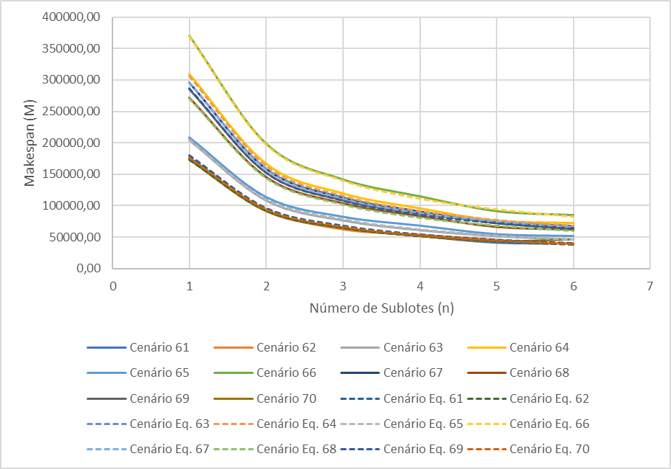 400000,00
350000,00
300000,00
250000,00
200000,00
150000,00
100000,00
50000,00
0,00
Makespan (M)
0 1 2 3 4 5 6 7
Número de Sublotes (n)
Cenário 61 Cenário 62 Cenário 63 Cenário 64
Cenário 65 Cenário 66 Cenário 67 Cenário 68
Cenário 69 Cenário 70 Cenário Eq. 61 Cenário Eq. 62
Cenário Eq. 63 Cenário Eq. 64 Cenário Eq. 65 Cenário Eq. 66
Cenário Eq. 67 Cenário Eq. 68 Cenário Eq. 69 Cenário Eq. 70